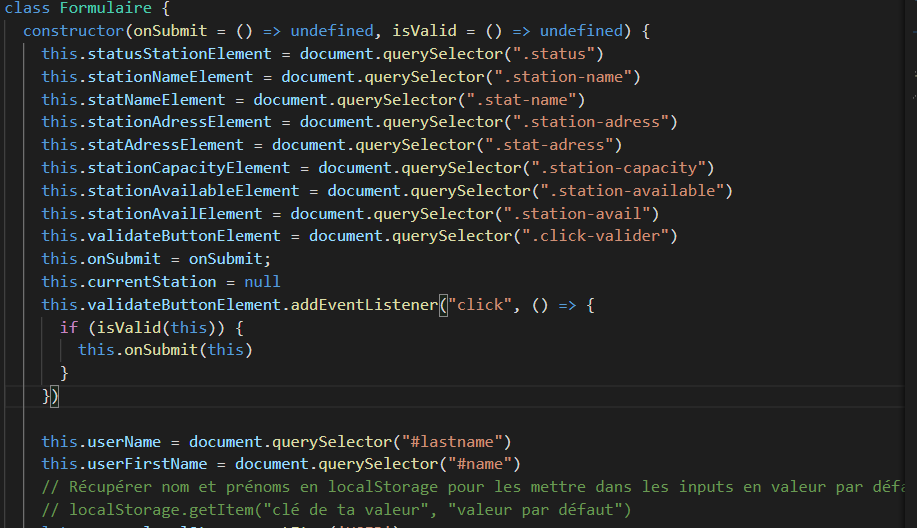 class Formulaire {
constructor(onSubmit = () => undefined, isValid = () => undefined) {
this.statusStationElement = document.querySelector(".status")
this.stationNameElement = document.querySelector(".station-name")
this.statNameElement = document.querySelector(".stat-name")
this.stationAdressElement = document.querySelector(".station-adress")
this.statAdressElement = document.querySelector(".stat-adress")
this.stationCapacityElement = document.querySelector(".station-capacity")
this.stationAvailableElement = document.querySelector(".station-available")
this.stationAvailElement = document.querySelector(".station-avail")
this.validateButtonElement = document.querySelector(".click-valider")
this.onSubmit = onSubmit;
this.currentStation = null
this.validateButtonElement.addEventListener("click", () => {
if (isValid(this)) {
this.onSubmit(this)
}
})
this.userName = document.querySelector("#lastname")
this.userFirstName = document.querySelector("#name")
// Récupérer nom et prénoms en localStorage pour les mettre dans les inputs en valeur par défa
// localStorage.getItem("clé de ta valeur", "valeur par défaut")